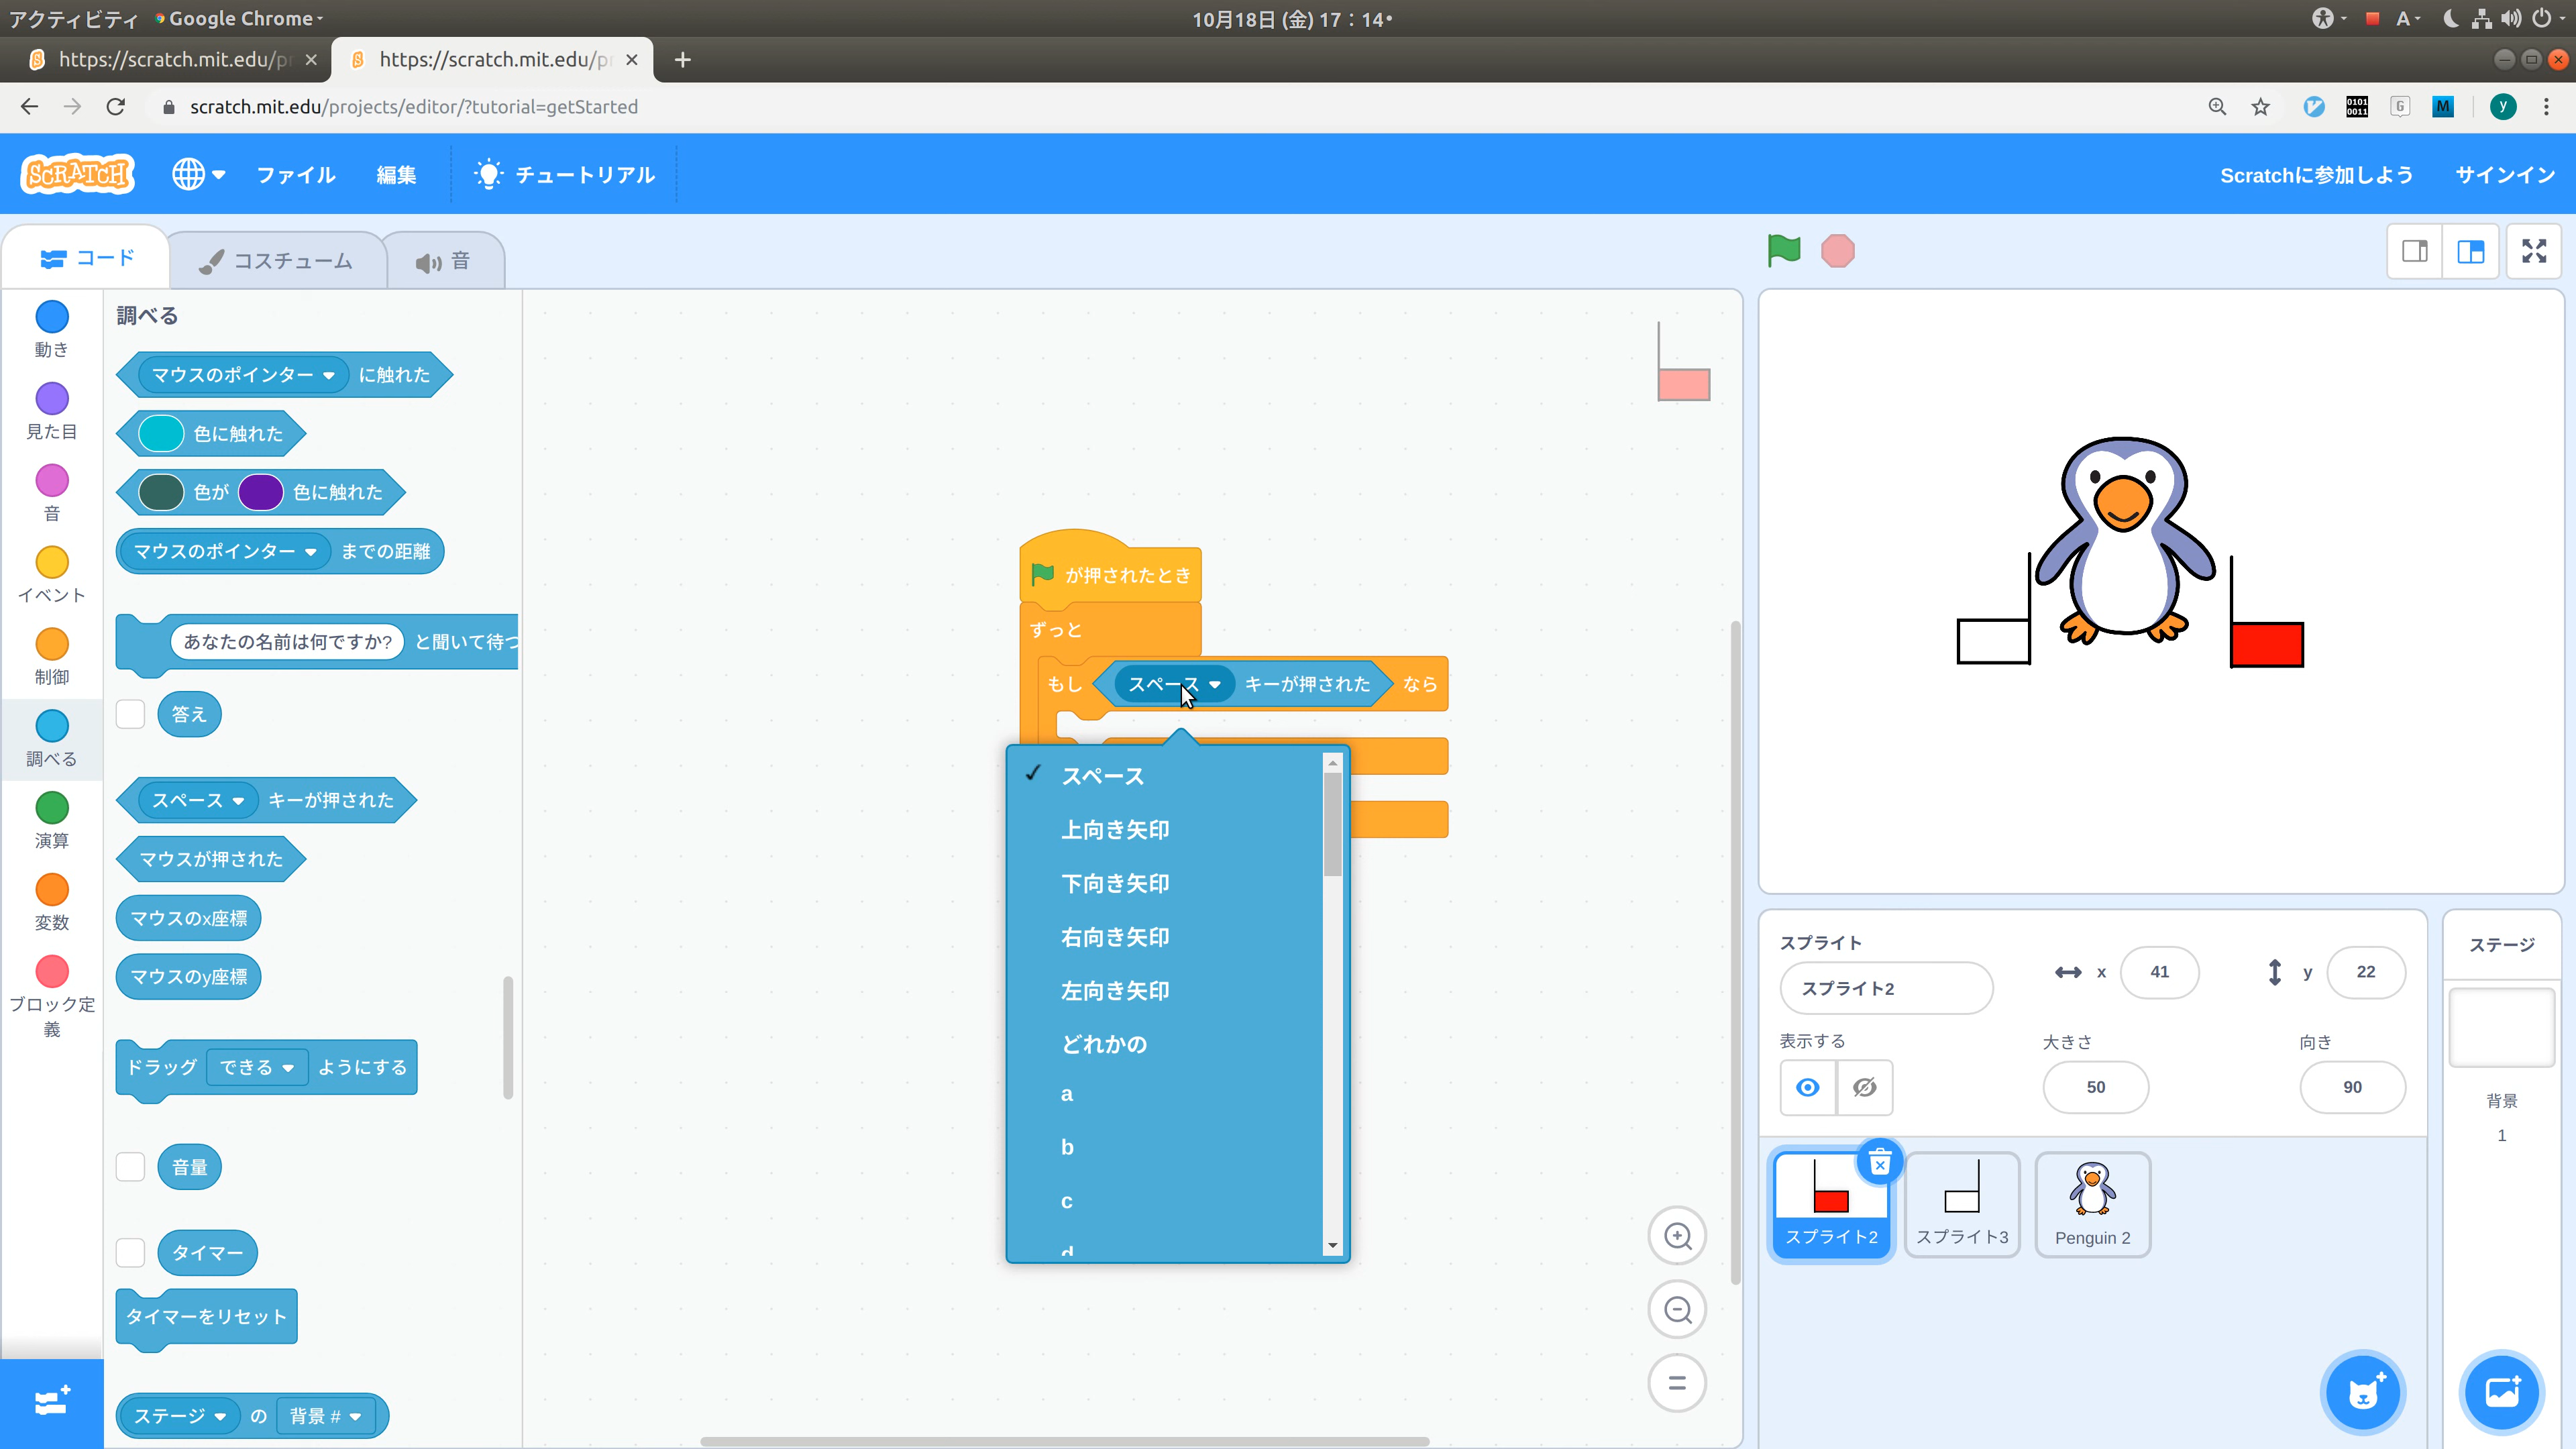 アクティビティ Google Chrome 10月18日 (金) 17：14 A
https://scratch.mit.edu/p https://scratch.mit.edu/p
scratch.mit.edu/projects/editor/?tutorial=getStarted 0101 0011 G M y
SCRATCH ファイル 編集 チュートリアル Scratchに参加しよう サインイン
コード コスチューム 音
動き
見た目
音
イベント
制御
調べる
演算
変数
ブロック定
義
調べる
マウスのポインター に触れた
色に触れた
色が 色に触れた
マウスのポインター までの距離
あなたの名前は何ですか? と聞いて待つ
答え
スペース キーが押された
マウスが押された
マウスのx座標
マウスのy座標
ドラッグ できる ようにする
音量
タイマー
タイマーをリセット
ステージ の 背景 #
が押されたとき
ずっと
もし スペース キーが押された なら
スペース
上向き矢印
下向き矢印
右向き矢印
左向き矢印
どれかの
a
b
c
d
スプライト
スプライト2 x 41 y 22
表示する 大きさ 向き
50 90
スプライト2 スプライト3 Penguin 2
ステージ
背景
1